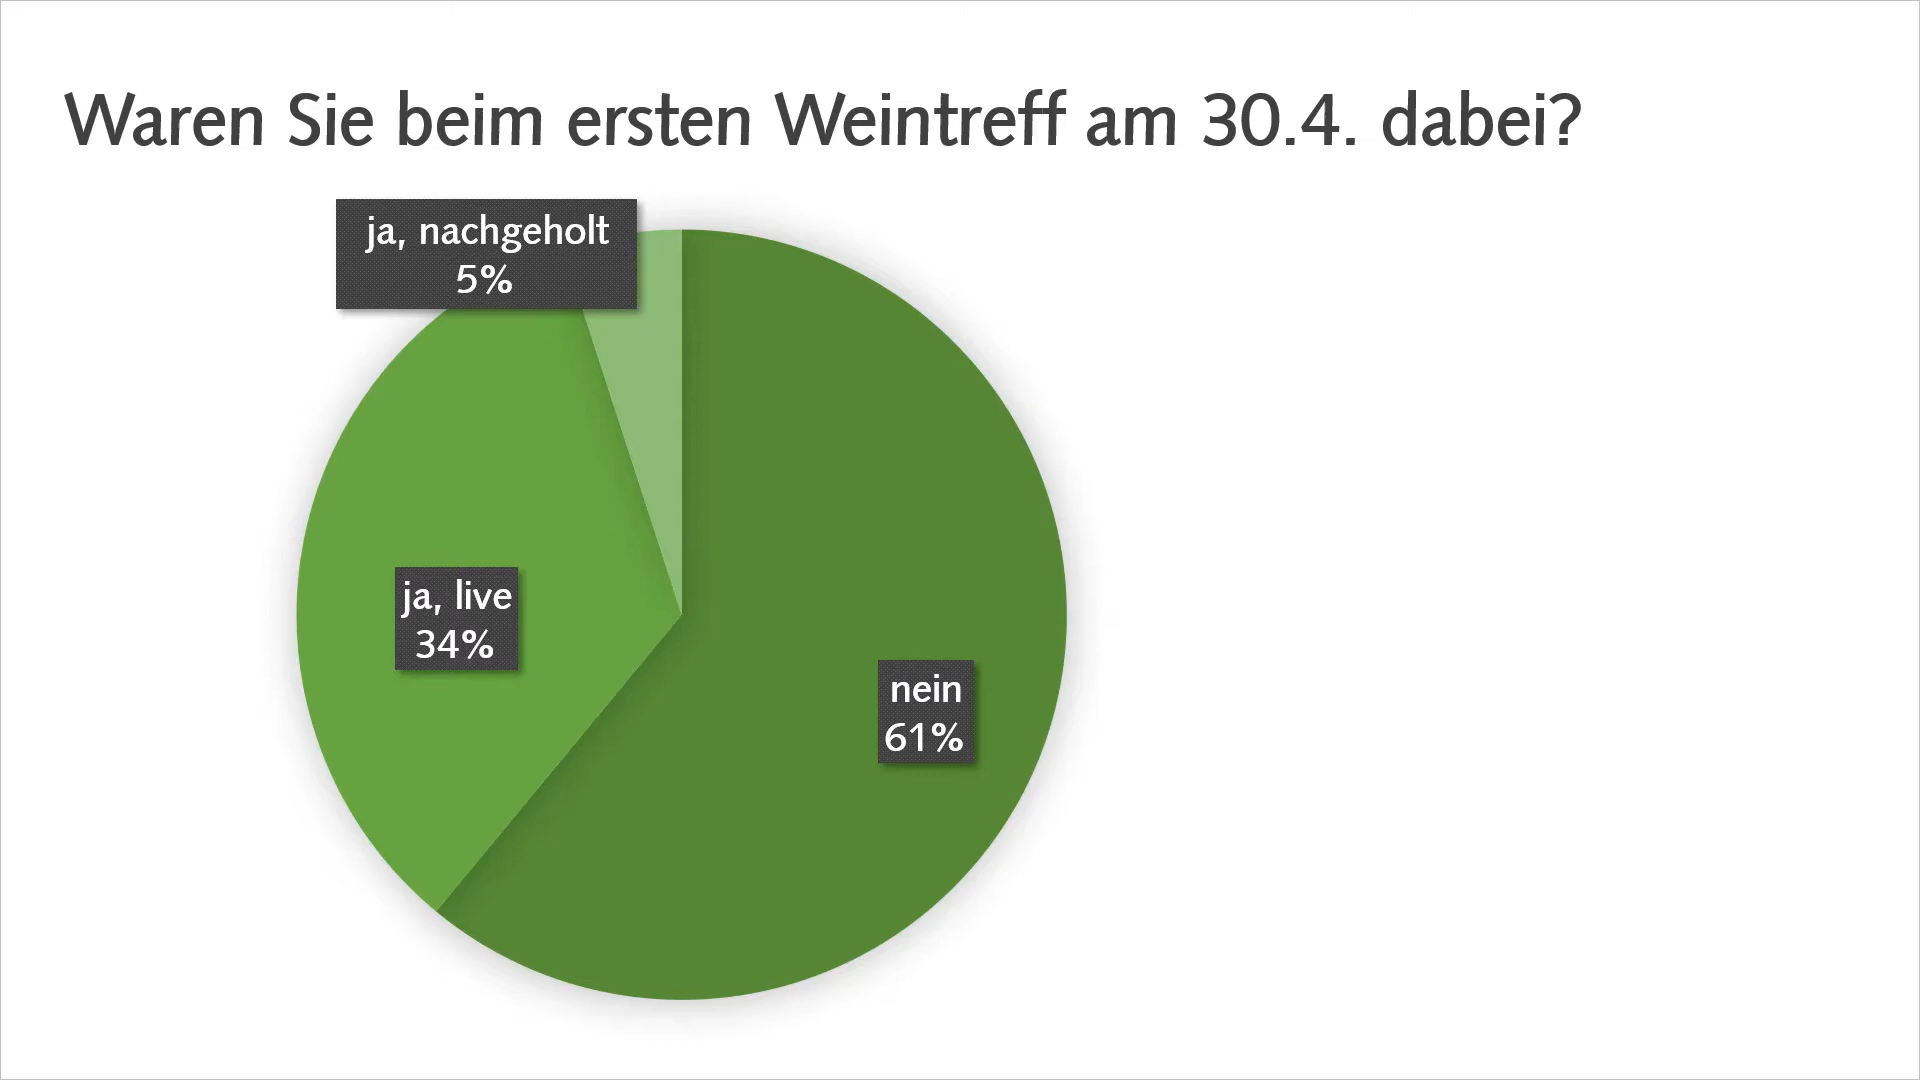 Waren Sie beim ersten Weintreff am 30.4. dabei?
ja, nachgeholt
5%
ja, live
34%
nein
61%